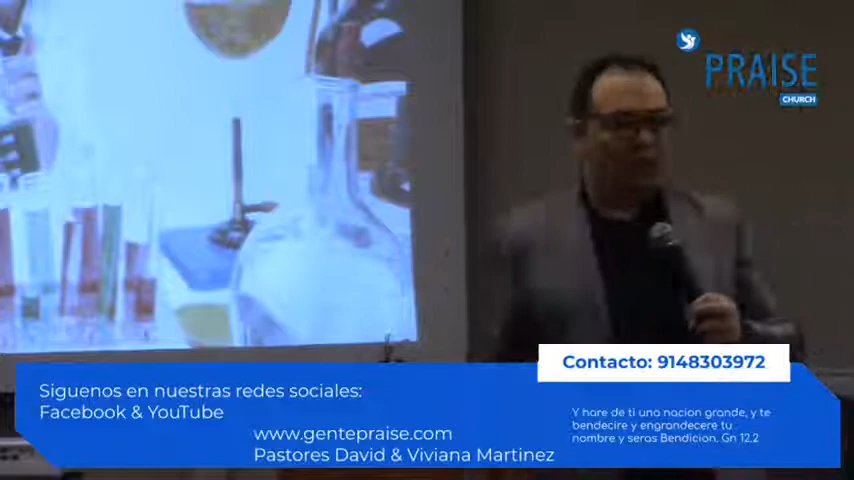 PRAISE
CHURCH
Contacto: 9148303972
Siguenos en nuestras redes sociales:
Facebook & YouTube
www.gentepraise.com
Pastores David & Viviana Martinez
Y hare de ti una nacion grande, y te
bendecire y engrandecere tu
nombre y seras Bendicion. Gn 12.2